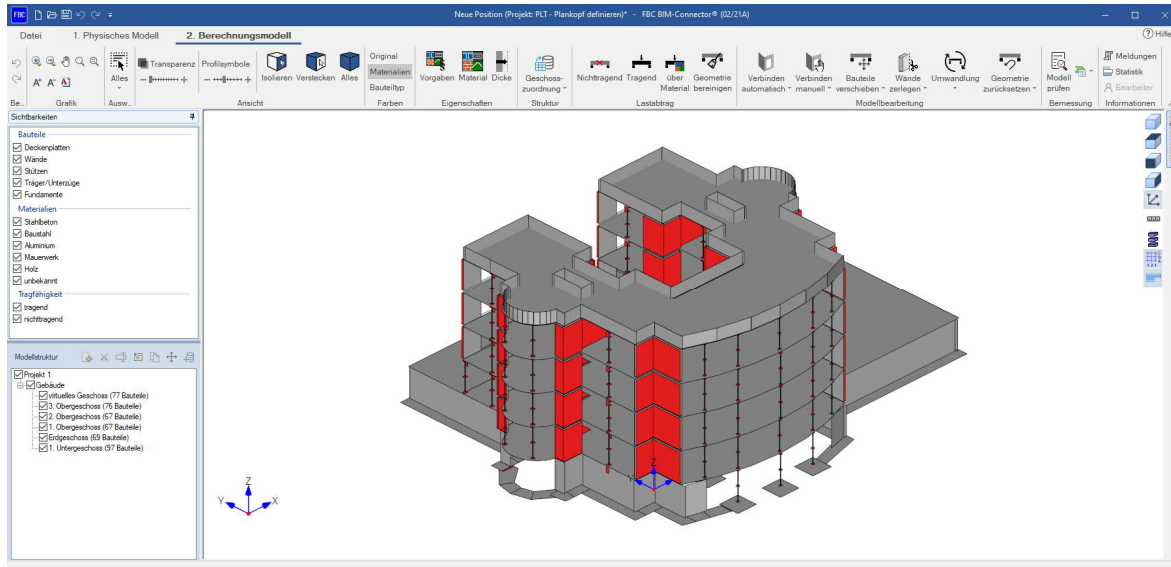 FBC
Neue Position (Projekt: PLT - Plankopf definieren)* - FBC BIM-Connector® (02/21A)
Datei 1. Physisches Modell 2. Berechnungsmodell
Hilfe
Alles
Transparenz
Profilsymbole
Isolieren Verstecken Alles
Original
Materialien
Bauteiltyp
Vorgaben Material Dicke
Geschoss-
zuordnung
Nichttragend Tragend über
Material
Geometrie
bereinigen
Verbinden
automatisch
Verbinden
manuell
Bauteile
verschieben
Wände
zerlegen
Umwandlung
Geometrie
zurücksetzen
Modell
prüfen
Meldungen
Statistik
Bearbeiter
Be... Grafik Ausw... Ansicht Farben Eigenschaften Struktur Lastabtrag Modellbearbeitung Bemessung Informationen
Sichtbarkeiten
Bauteile
Deckenplatten
Wände
Stützen
Träger/Unterzüge
Fundamente
Materialien
Stahlbeton
Baustahl
Aluminium
Mauerwerk
Holz
unbekannt
Tragfähigkeit
tragend
nichttragend
Modellstruktur
Projekt 1
Gebäude
virtuelles Geschoss (77 Bauteile)
3. Obergeschoss (76 Bauteile)
2. Obergeschoss (67 Bauteile)
1. Obergeschoss (67 Bauteile)
Erdgeschoss (69 Bauteile)
1. Untergeschoss (97 Bauteile)
Z
Y
X
Z
Y